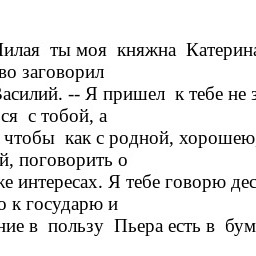 Милая ты моя княжна Катерина
во заговорил
Василий. -- Я пришел к тебе не з
ся с тобой, а
чтобы как с родной, хорошею,
й, поговорить о
же интересах. Я тебе говорю дес
о к государю и
ние в пользу Пьера есть в бум